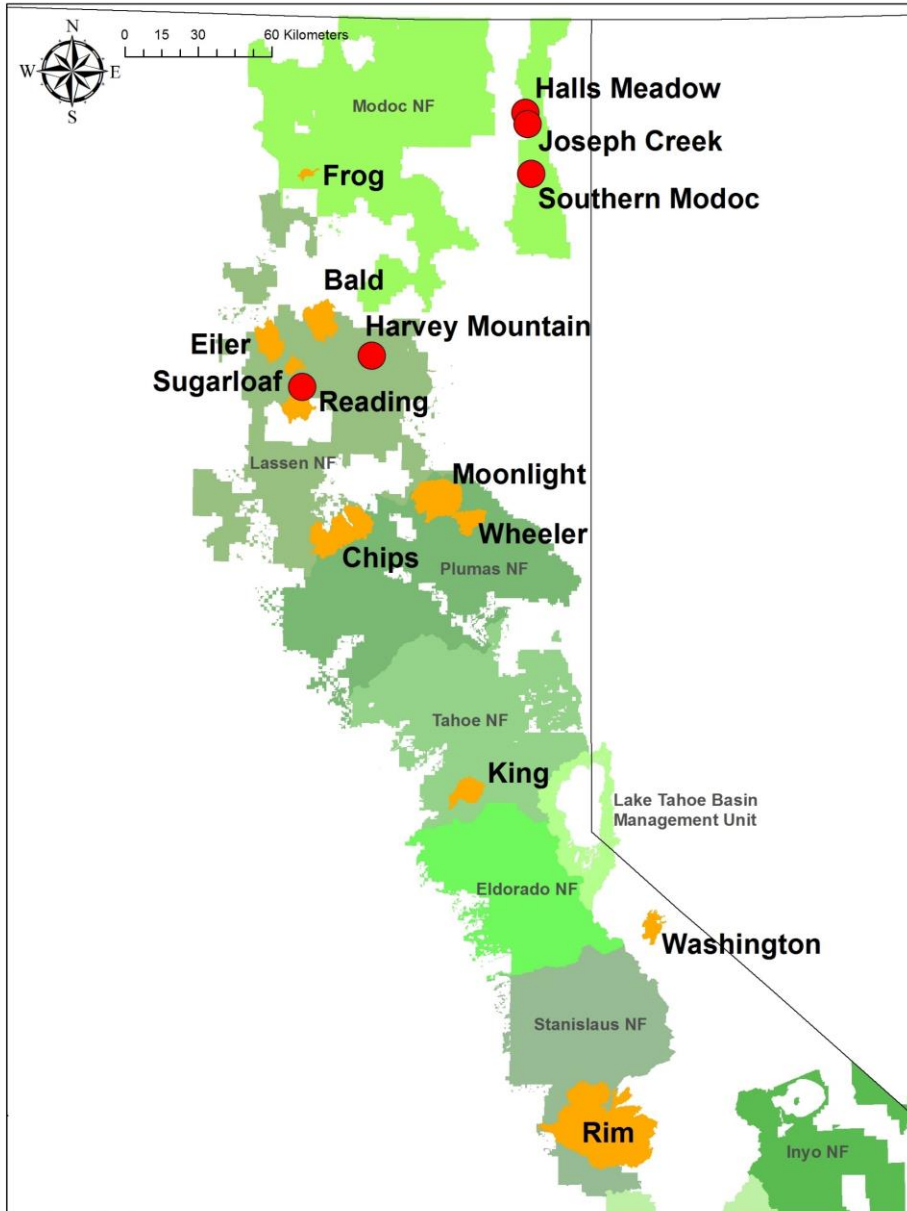 N
W E
S
0 15 30 60 Kilometers
Modoc NF
Halls Meadow
Joseph Creek
Southern Modoc
Frog
Bald
Harvey Mountain
Eiler
Sugarloaf
Reading
Lassen NF
Moonlight
Wheeler
Chips
Plumas NF
Tahoe NF
King
Lake Tahoe Basin
Management Unit
Eldorado NF
Washington
Stanislaus NF
Rim
Inyo NF